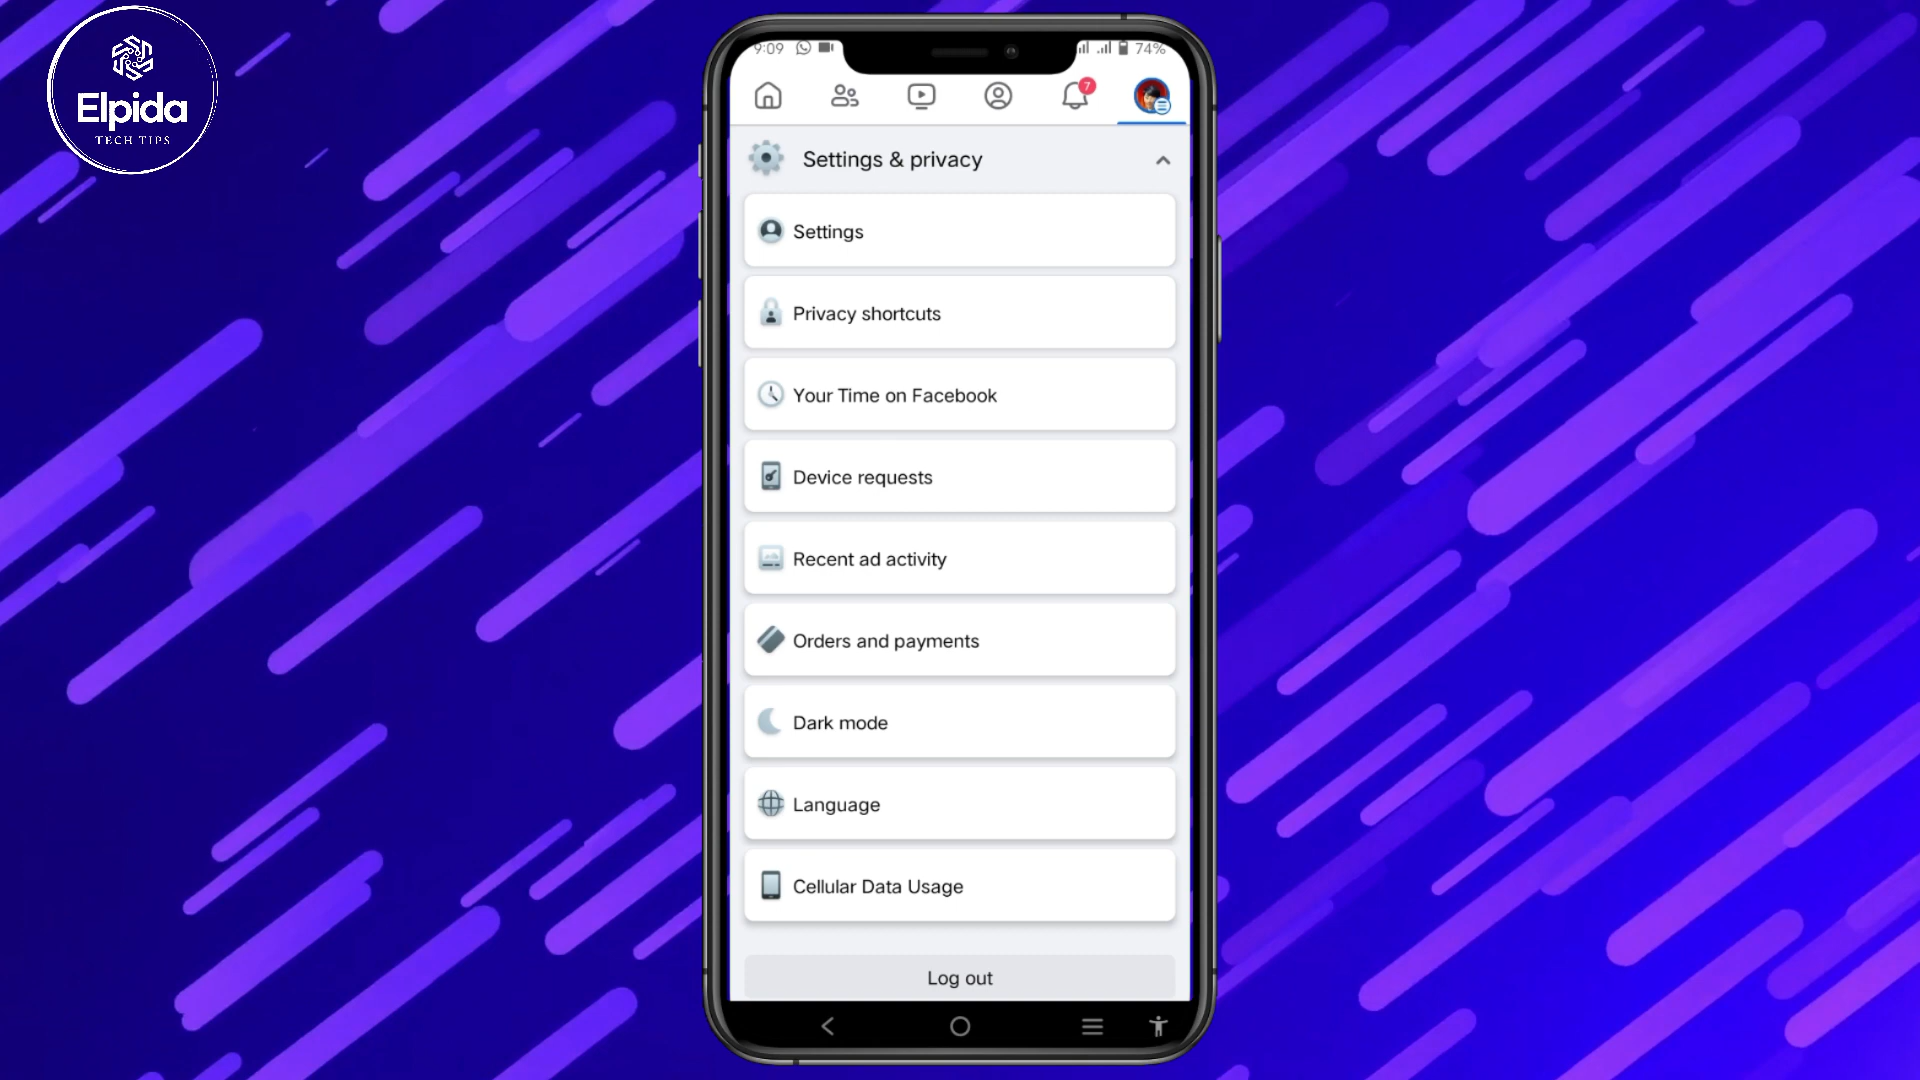 Elpida
TECH TIPS
9:09
74%
7
Settings & privacy
Settings
Privacy shortcuts
Your Time on Facebook
Device requests
Recent ad activity
Orders and payments
Dark mode
Language
Cellular Data Usage
Log out